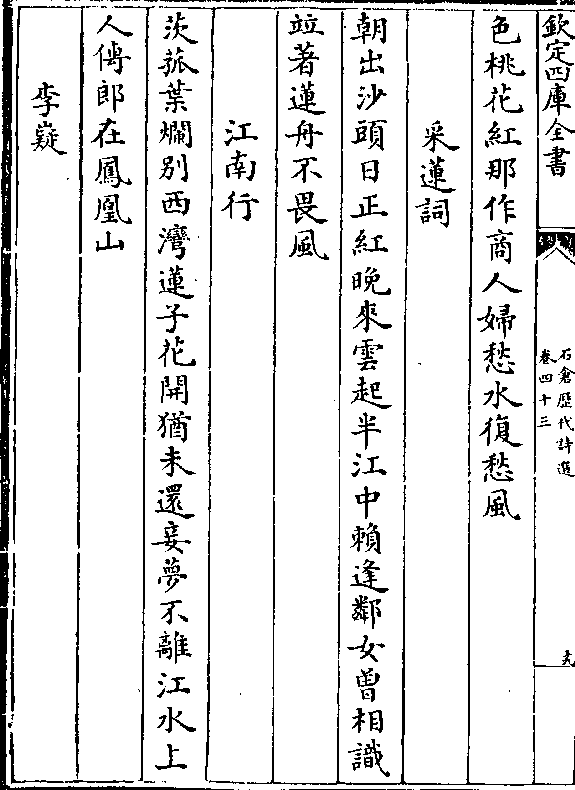 欽定四庫全書
石倉歴代詩選
卷四十三
十九
色桃花紅那作商人婦愁水復愁風
采蓮詞
朝出沙頭日正紅晚來雲起半江中賴逢鄰女曽相識
竝著蓮舟不畏風
江南行
茨菰葉爛别西灣蓮子花開猶未還妾夢不離江水上
人傳郎在鳳凰山
李嶷